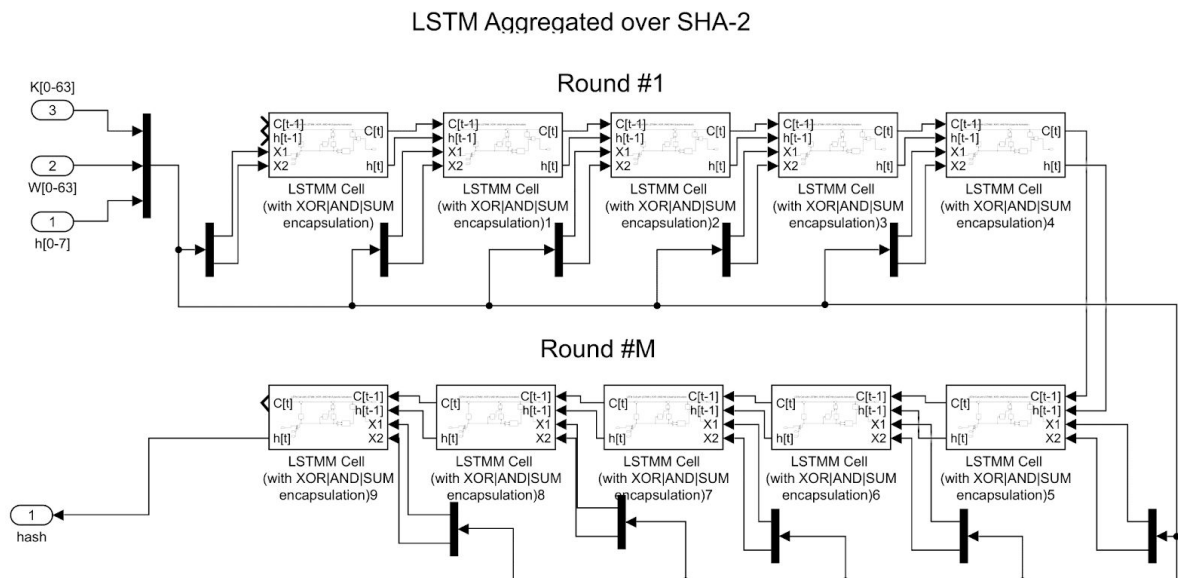 LSTM Aggregated over SHA-2
Round #1
K[0-63]
3
2
W[0-63]
1
h[0-7]
C[t-1]
h[t-1]
X1
X2
C[t]
h[t]
LSTMM Cell
(with XOR|AND|SUM
encapsulation)
C[t-1]
h[t-1]
X1
X2
C[t]
h[t]
LSTMM Cell
(with XOR|AND|SUM
encapsulation)1
C[t-1]
h[t-1]
X1
X2
C[t]
h[t]
LSTMM Cell
(with XOR|AND|SUM
encapsulation)2
C[t-1]
h[t-1]
X1
X2
C[t]
h[t]
LSTMM Cell
(with XOR|AND|SUM
encapsulation)3
C[t-1]
h[t-1]
X1
X2
C[t]
h[t]
LSTMM Cell
(with XOR|AND|SUM
encapsulation)4
Round #M
C[t]
h[t]
C[t-1]
h[t-1]
X1
X2
LSTMM Cell
(with XOR|AND|SUM
encapsulation)9
C[t]
h[t]
C[t-1]
h[t-1]
X1
X2
LSTMM Cell
(with XOR|AND|SUM
encapsulation)8
C[t]
h[t]
C[t-1]
h[t-1]
X1
X2
LSTMM Cell
(with XOR|AND|SUM
encapsulation)7
C[t]
h[t]
C[t-1]
h[t-1]
X1
X2
LSTMM Cell
(with XOR|AND|SUM
encapsulation)6
C[t]
h[t]
C[t-1]
h[t-1]
X1
X2
LSTMM Cell
(with XOR|AND|SUM
encapsulation)5
1
hash